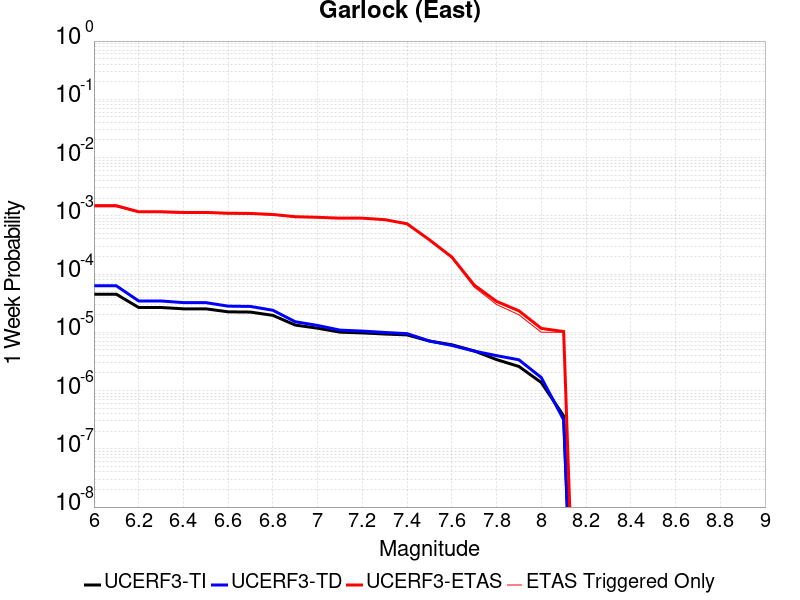 Garlock (East)
10^0
10^-1
10^-2
10^-3
10^-4
10^-5
10^-6
10^-7
10^-8
1 Week Probability
6 6.2 6.4 6.6 6.8 7 7.2 7.4 7.6 7.8 8 8.2 8.4 8.6 8.8 9
Magnitude
UCERF3-TI UCERF3-TD UCERF3-ETAS ETAS Triggered Only